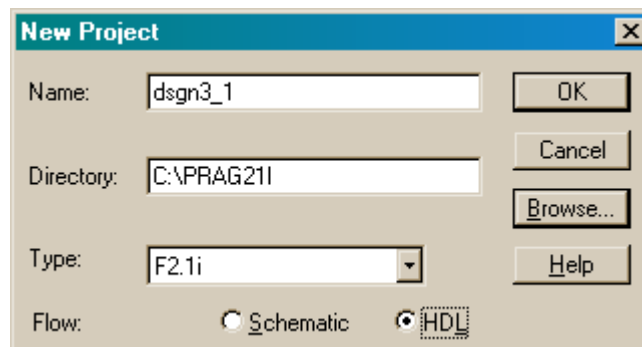 New Project
Name: dsgn3_1 OK
Cancel
Directory: C:\PRAG21I
Browse...
Type: F2.1i Help
Flow: Schematic HDL